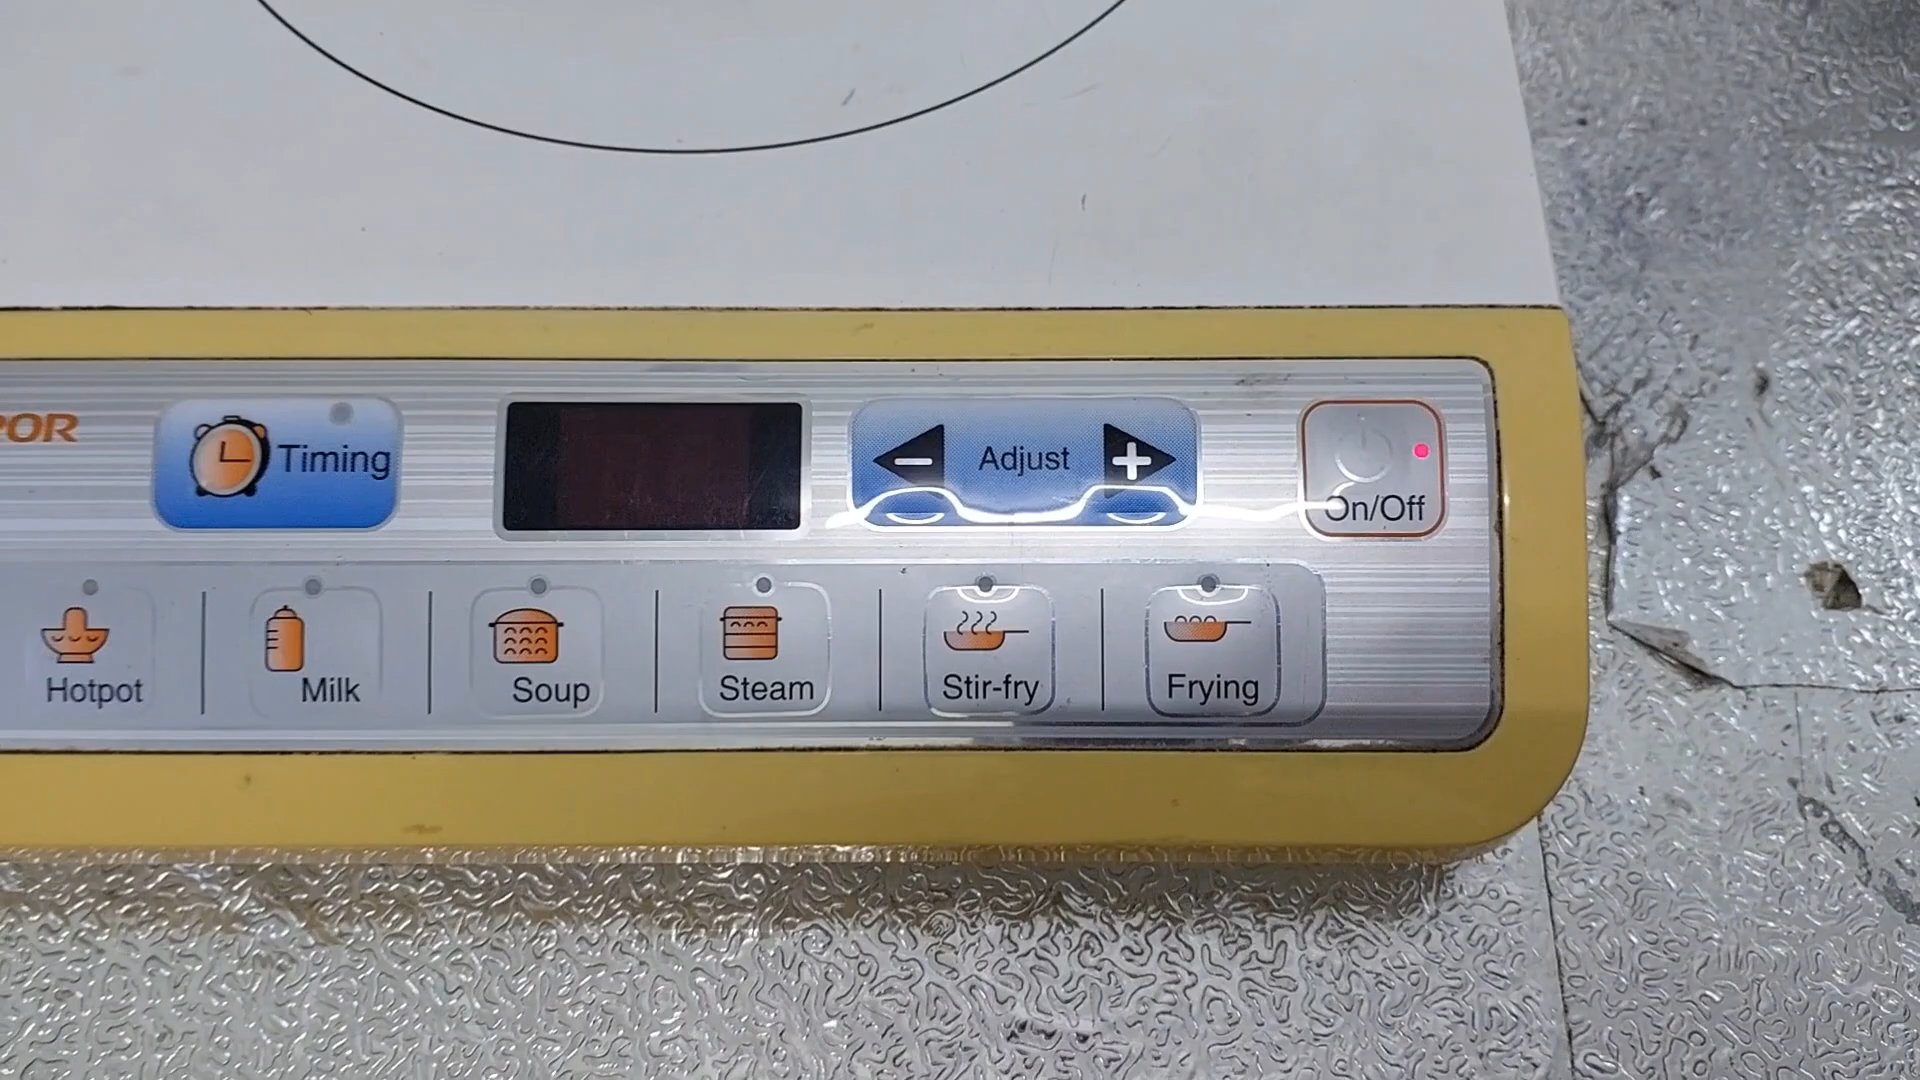 POR
Timing
Adjust
On/Off
Hotpot
Milk
Soup
Steam
Stir-fry
Frying